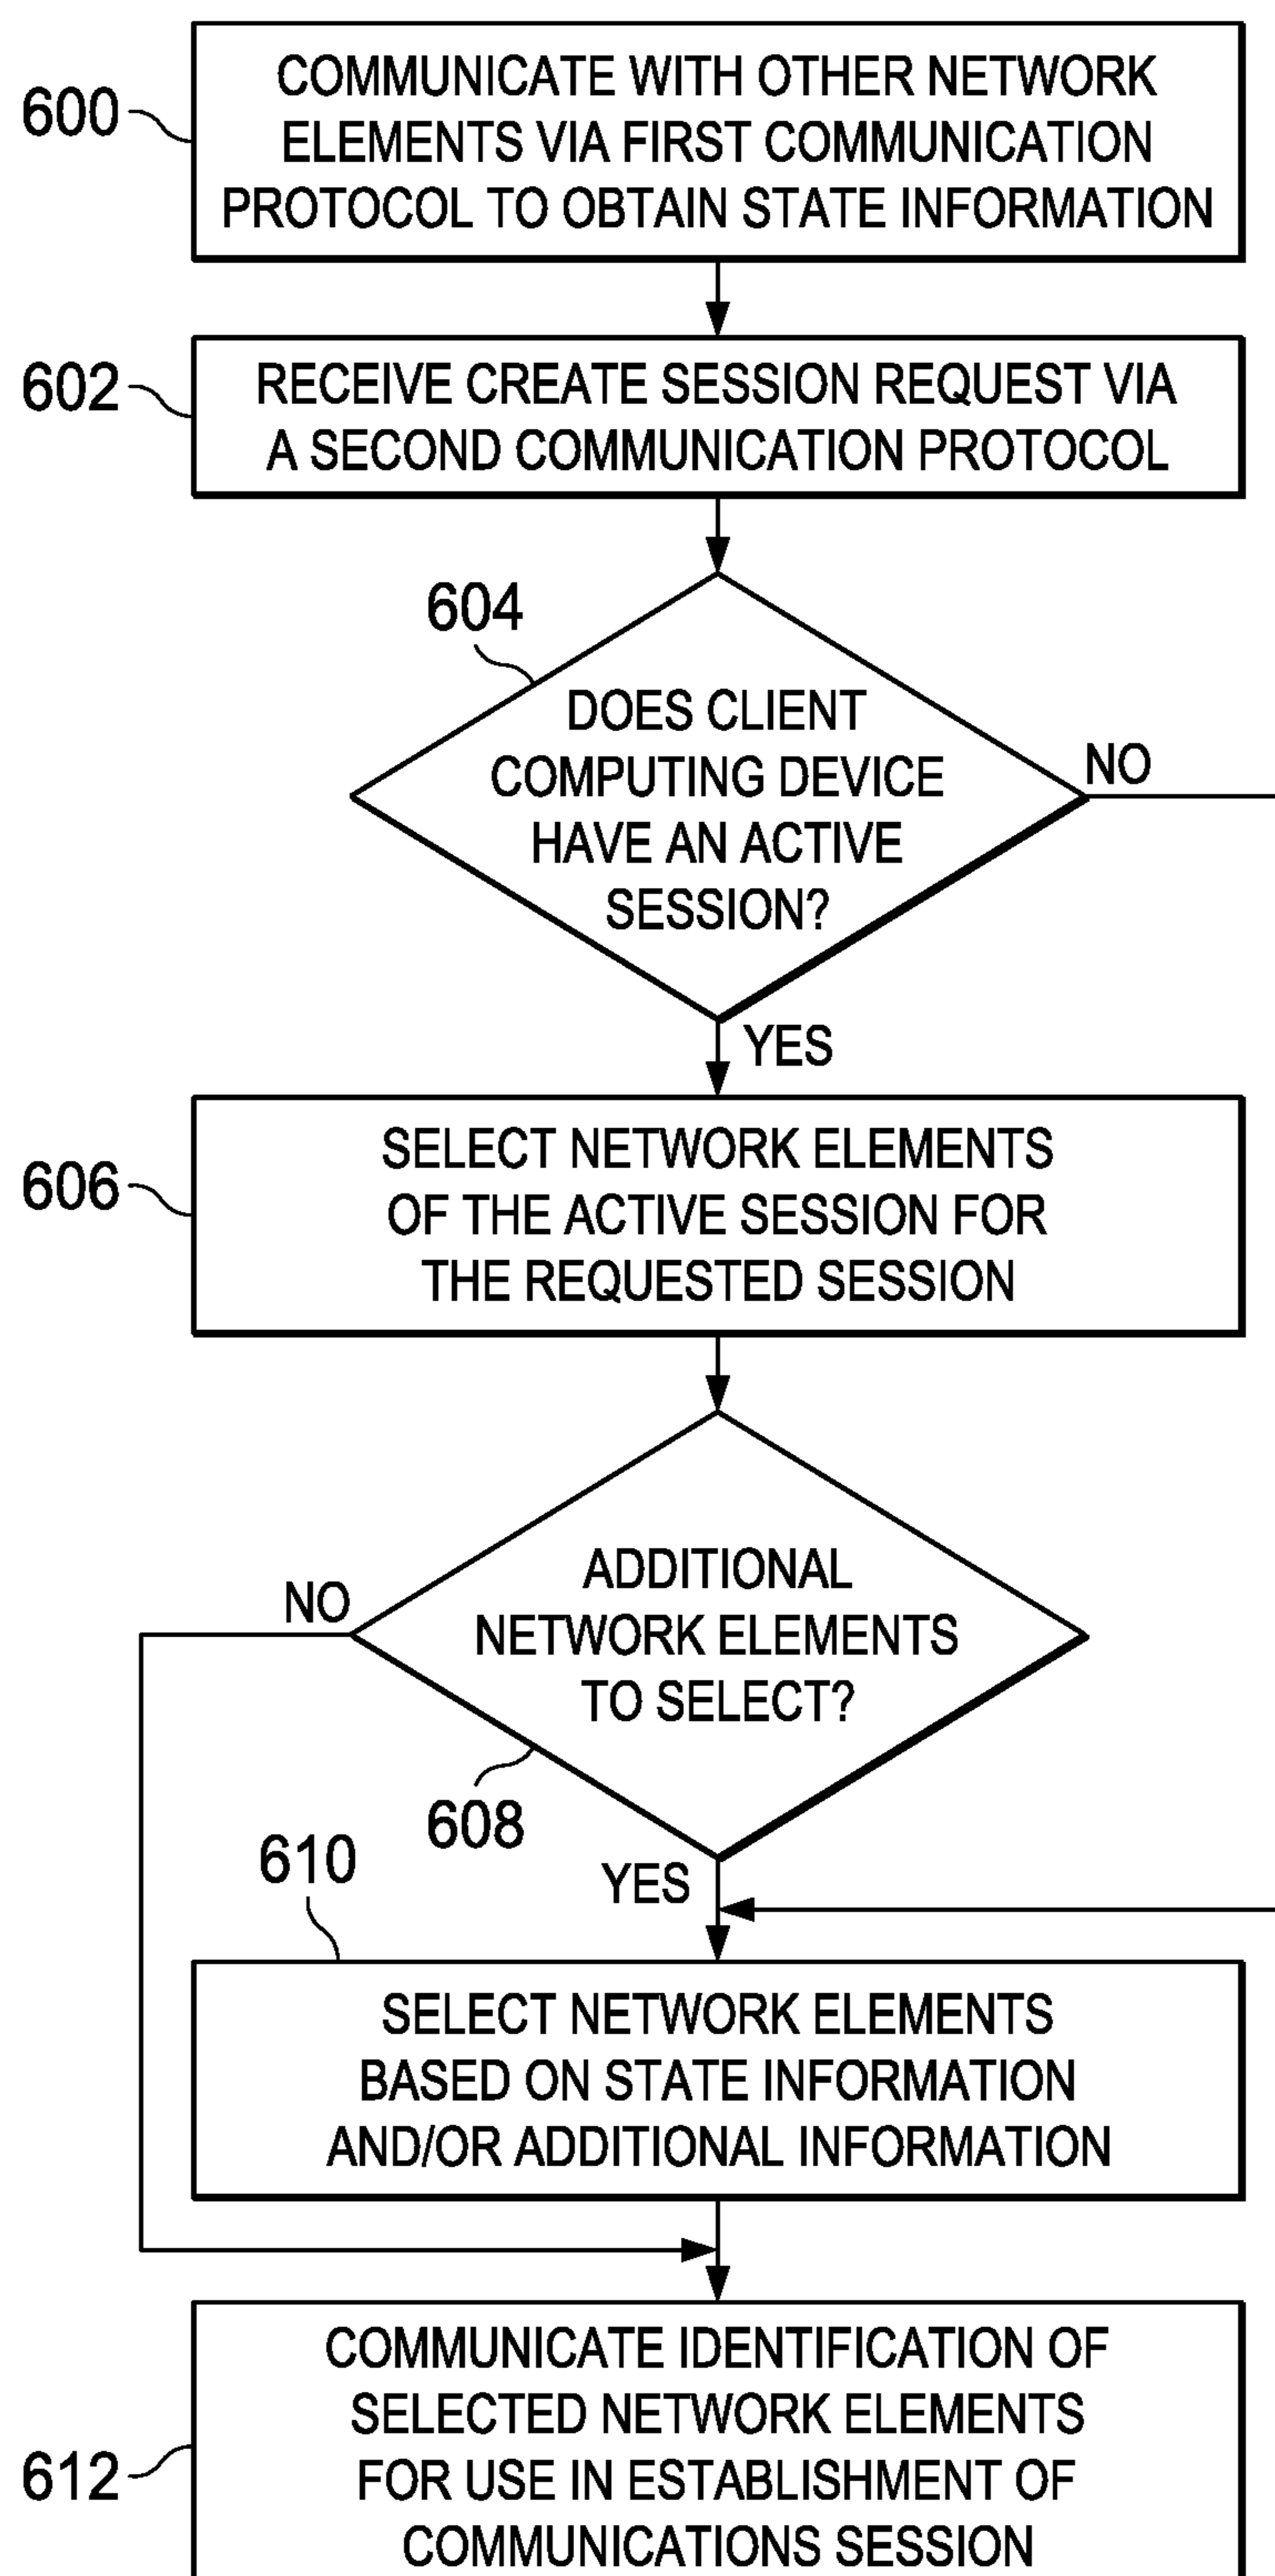 600
COMMUNICATE WITH OTHER NETWORK
ELEMENTS VIA FIRST COMMUNICATION
PROTOCOL TO OBTAIN STATE INFORMATION
602
RECEIVE CREATE SESSION REQUEST VIA
A SECOND COMMUNICATION PROTOCOL
604
DOES CLIENT
COMPUTING DEVICE
HAVE AN ACTIVE
SESSION?
NO
YES
606
SELECT NETWORK ELEMENTS
OF THE ACTIVE SESSION FOR
THE REQUESTED SESSION
ADDITIONAL
NETWORK ELEMENTS
TO SELECT?
NO
608
YES
610
SELECT NETWORK ELEMENTS
BASED ON STATE INFORMATION
AND/OR ADDITIONAL INFORMATION
612
COMMUNICATE IDENTIFICATION OF
SELECTED NETWORK ELEMENTS
FOR USE IN ESTABLISHMENT OF
COMMUNICATIONS SESSION